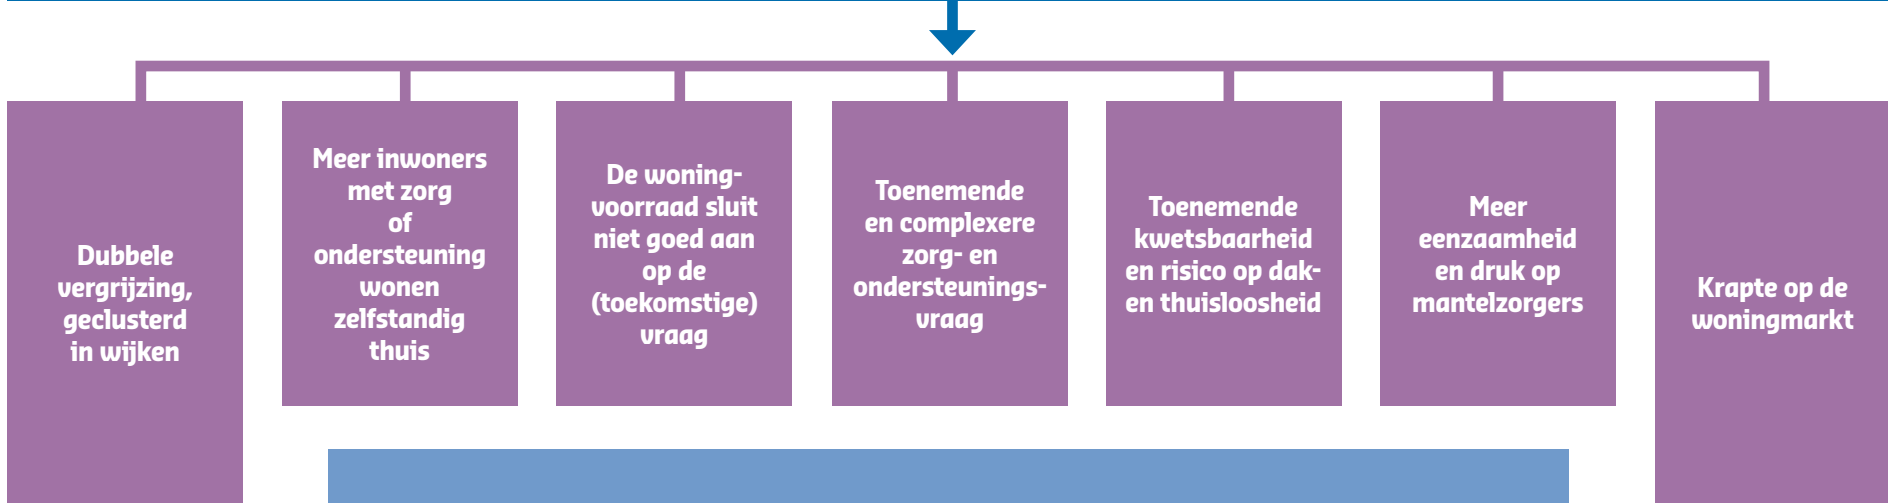 Dubbele
vergrijzing,
geclusterd
in wijken
Meer inwoners
met zorg
of
ondersteuning
wonen
zelfstandig
thuis
De woning-
voorraad sluit
niet goed aan
op de
(toekomstige)
vraag
Toenemende
en complexere
zorg- en
ondersteunings-
vraag
Toenemende
kwetsbaarheid
en risico op dak-
en thuisloosheid
Meer
eenzaamheid
en druk op
mantelzorgers
Krapte op de
woningmarkt